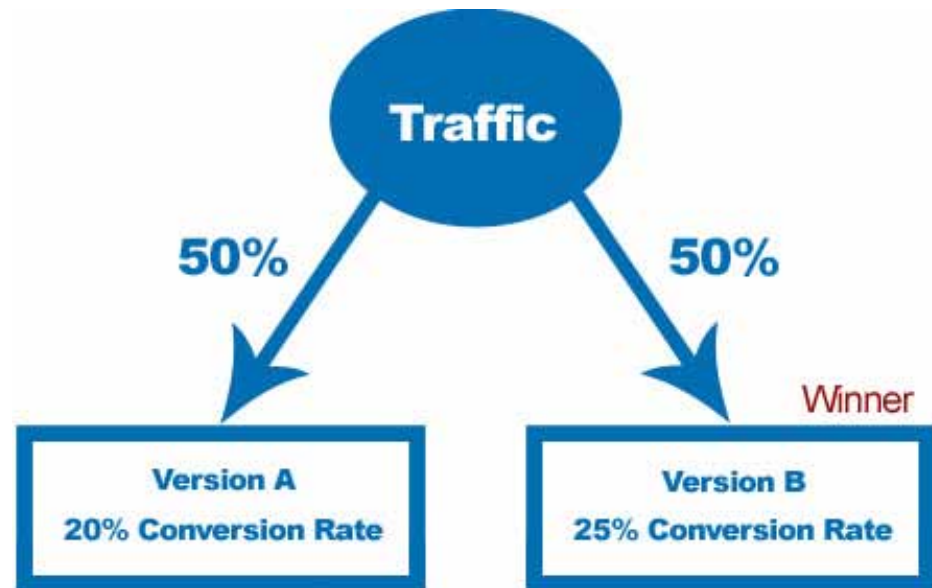 Traffic
50%
50%
Winner
Version A
20% Conversion Rate
Version B
25% Conversion Rate